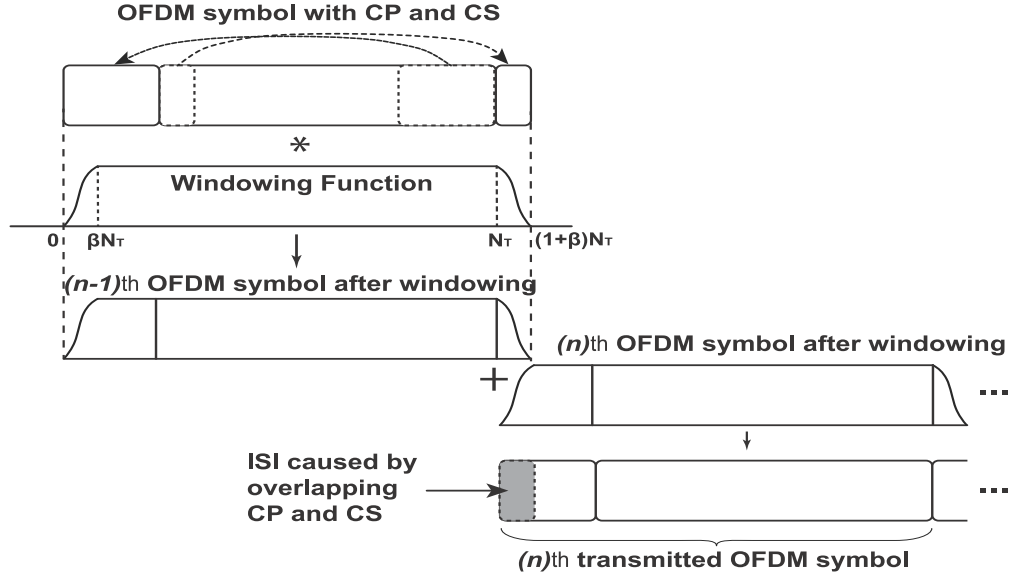 OFDM symbol with CP and CS
*
Windowing Function
0 βNT NT (1+β)NT
(n-1)th OFDM symbol after windowing
(n)th OFDM symbol after windowing
+
...
ISI caused by
overlapping
CP and CS
...
(n)th transmitted OFDM symbol